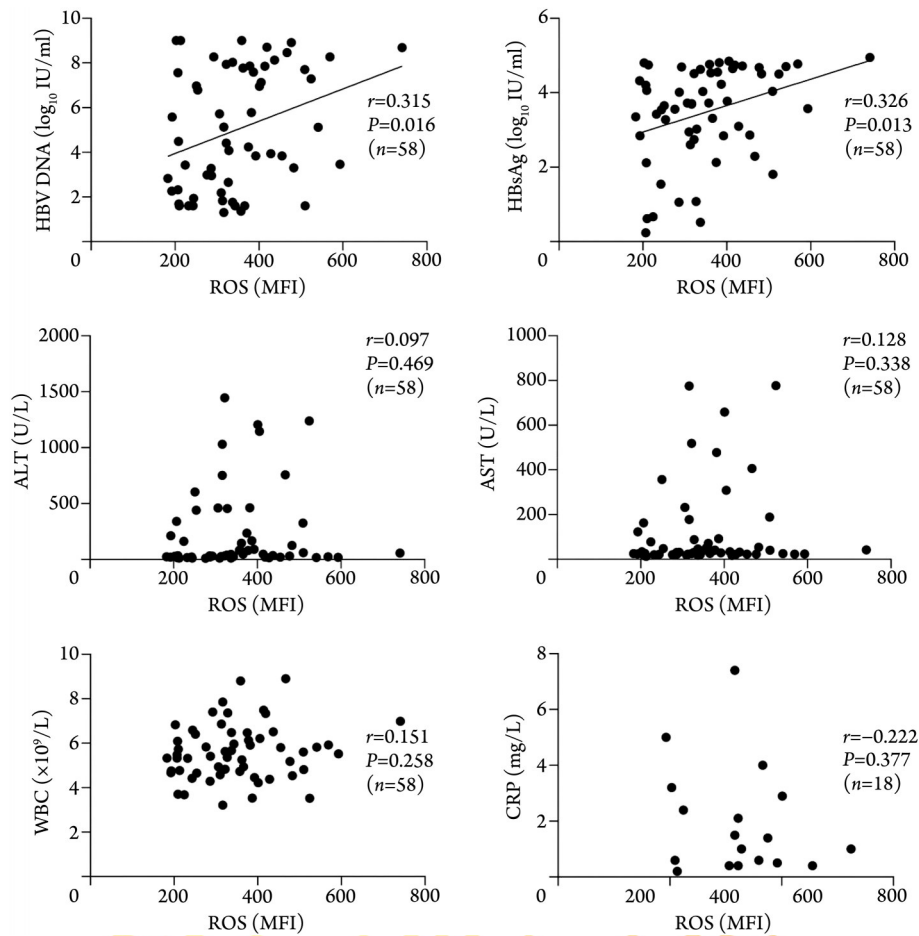 10
8
6
4
2
0
200
400
600
800
HBV DNA (log10 IU/ml)
ROS (MFI)
r=0.315
P=0.016
(n=58)
6
4
2
0
200
400
600
800
HBsAg (log10 IU/ml)
ROS (MFI)
r=0.326
P=0.013
(n=58)
2000
1500
1000
500
0
200
400
600
800
ALT (U/L)
ROS (MFI)
r=0.097
P=0.469
(n=58)
1000
800
600
400
200
0
200
400
600
800
AST (U/L)
ROS (MFI)
r=0.128
P=0.338
(n=58)
10
8
6
4
2
0
200
400
600
800
WBC (×10⁹/L)
ROS (MFI)
r=0.151
P=0.258
(n=58)
8
6
4
2
0
200
400
600
CRP (mg/L)
ROS (MFI)
r=−0.222
P=0.377
(n=18)